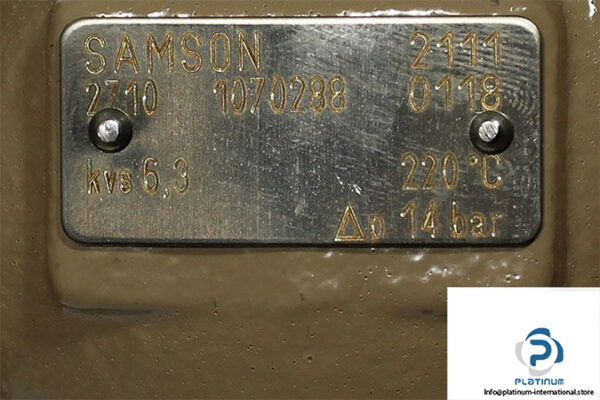 SAMSON 2111
2710 1070288 0118
kvs 6,3 220 °C
Δp 14 bar
PLATINUM
Info@platinum-international.store